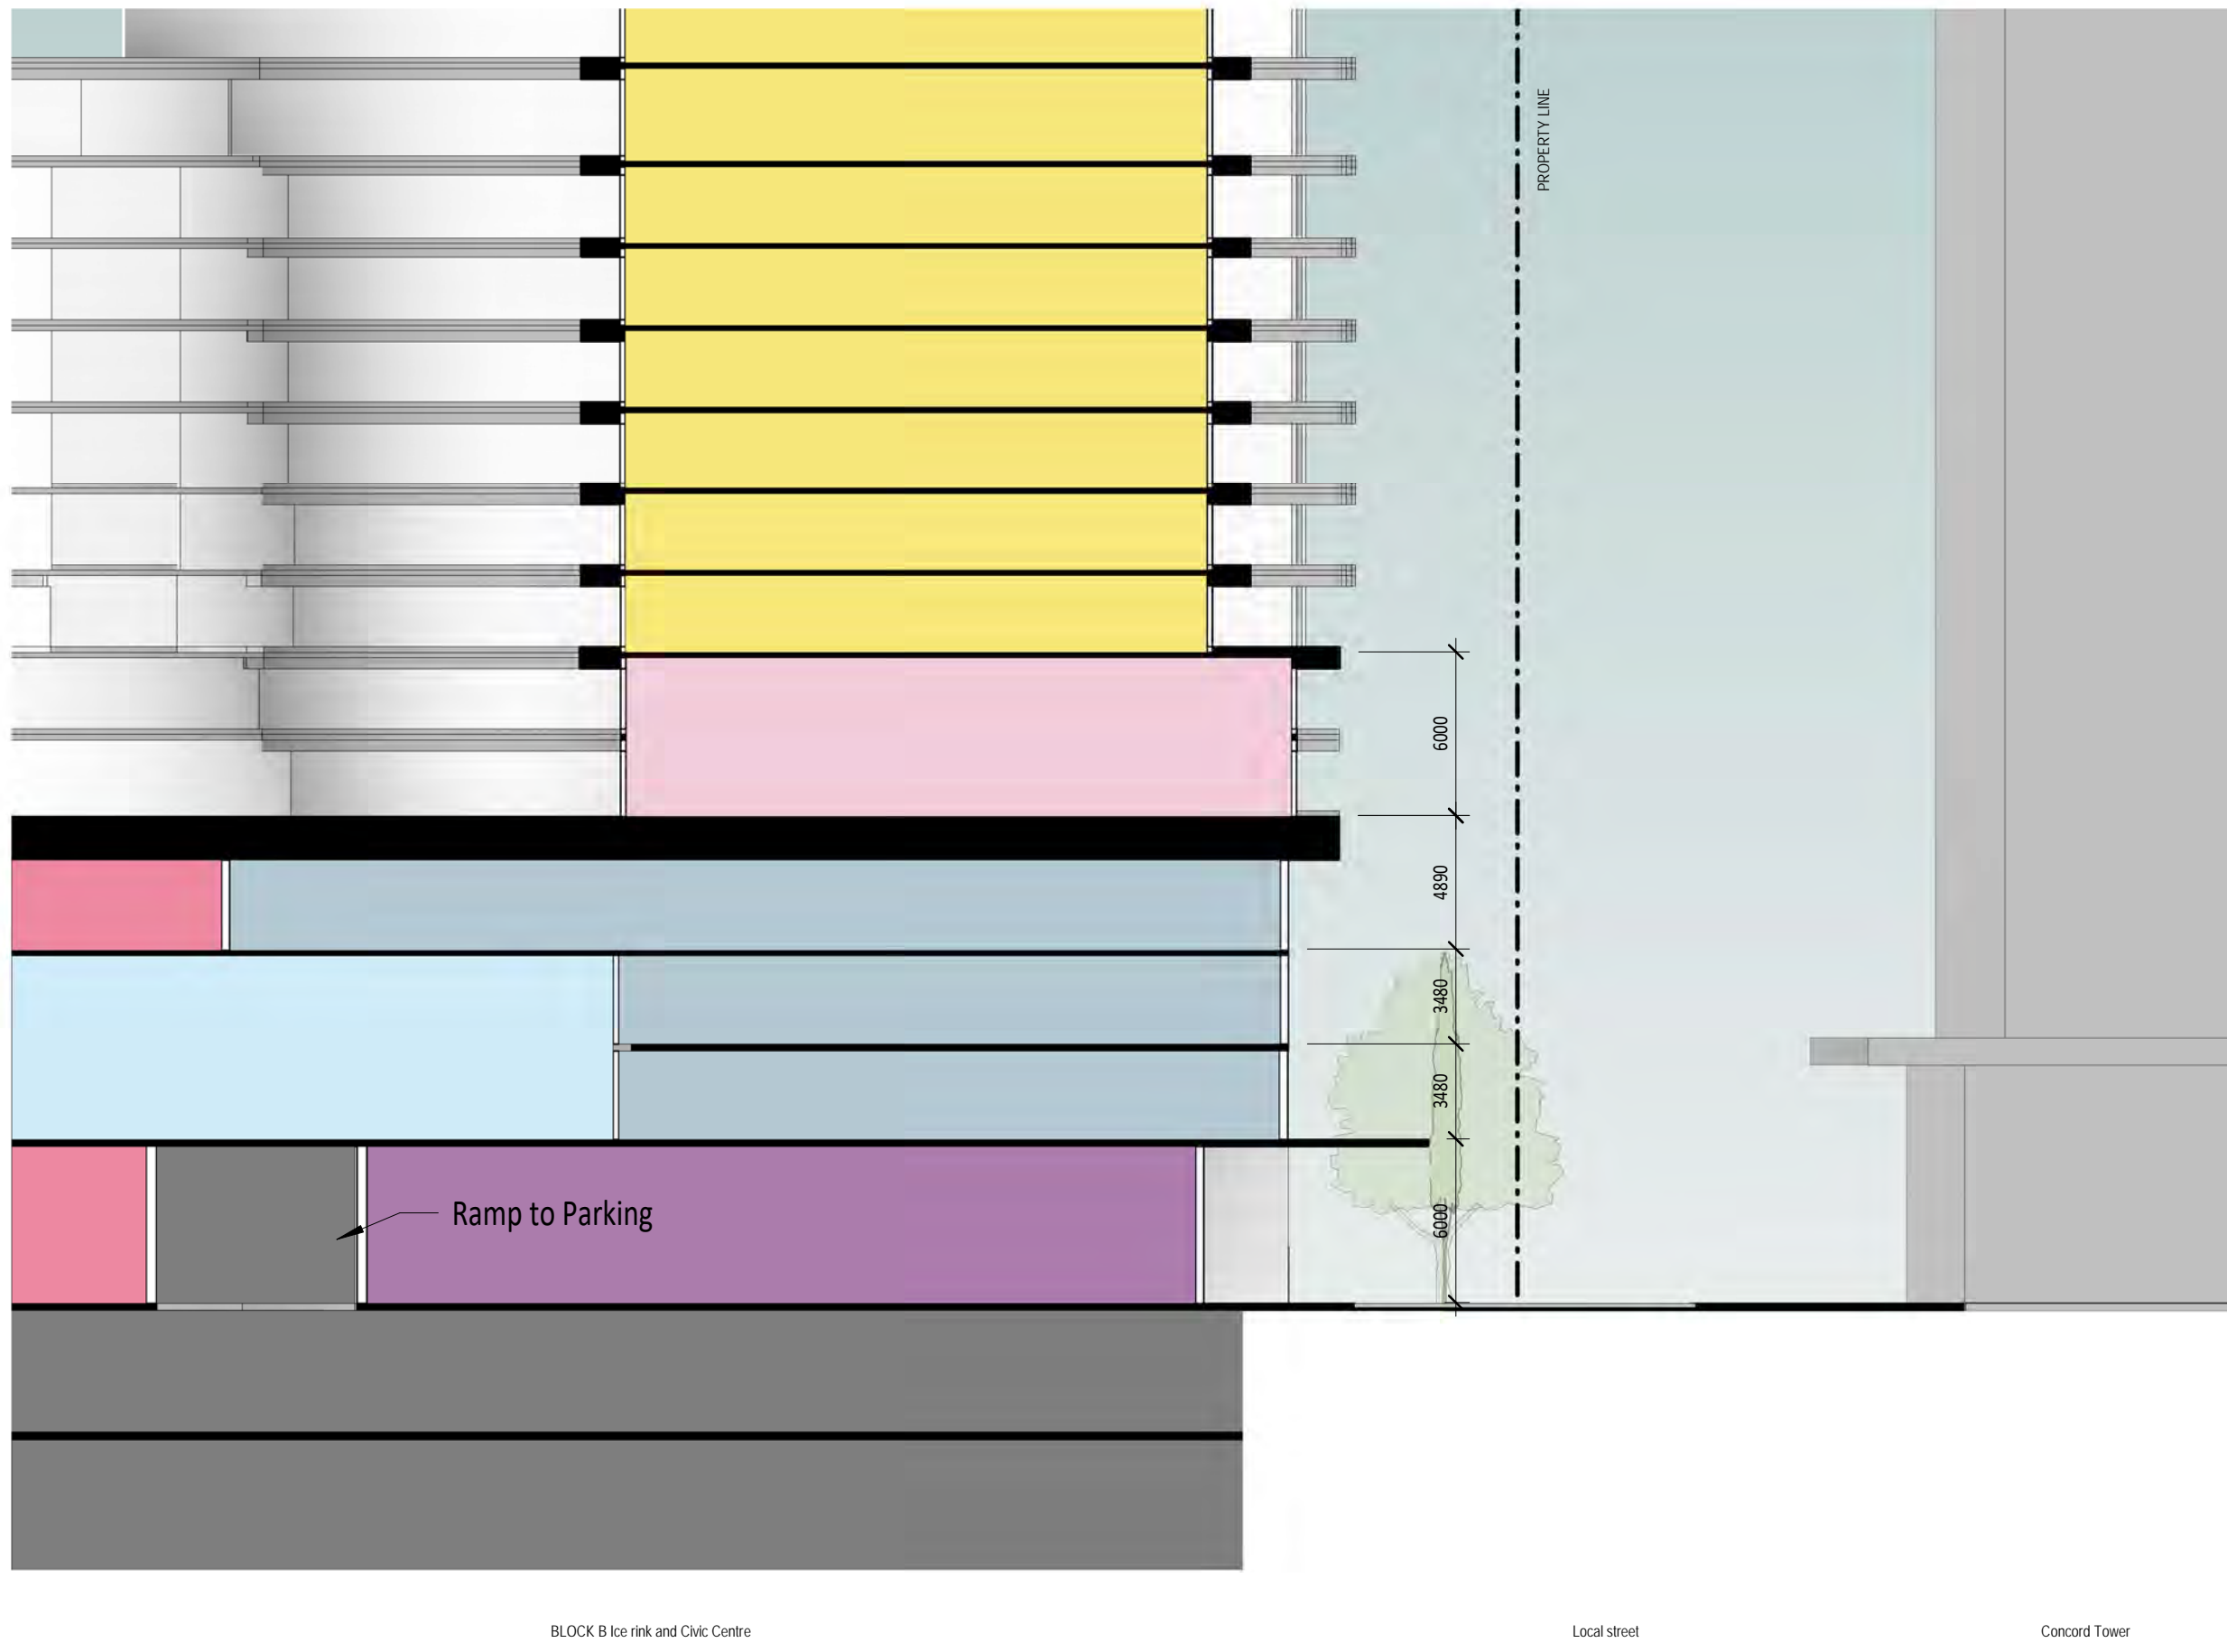 PROPERTY LINE
6000
4890
3480
3480
6000
Ramp to Parking
BLOCK B Ice rink and Civic Centre
Local street
Concord Tower